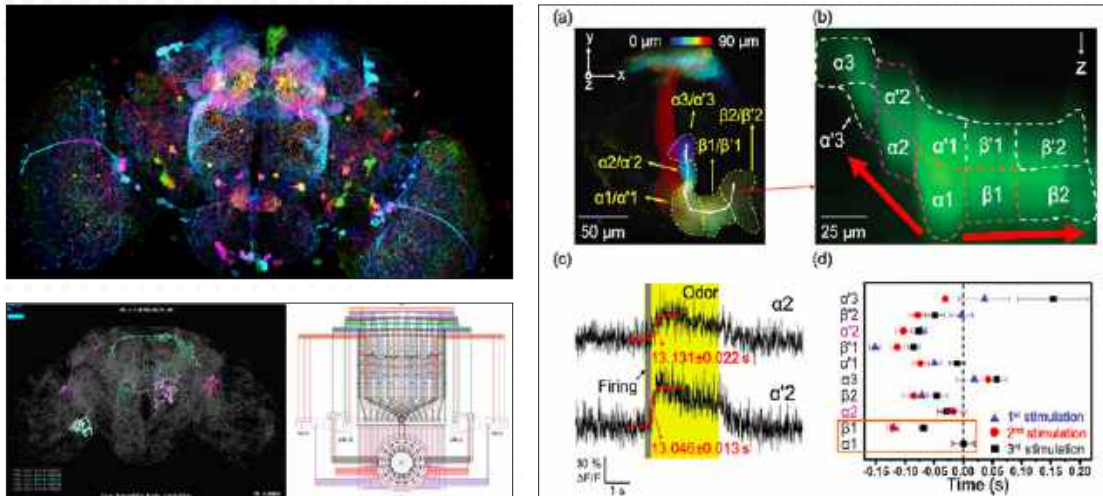 (a)
y
x
z
0 μm
90 μm
α3/α'3
β2/β'2
β1/β'1
α2/α'2
α1/α'1
50 μm
(b)
z
α3
α'2
α'3
α2
α'1
β'1
β'2
α1
β1
β2
25 μm
(c)
Odor
α2
13.131±0.022 s
Firing
α'2
13.046±0.013 s
30 %
ΔF/F
1 s
(d)
α'3
β'2
α'2
β'1
α'1
α3
β2
α2
β1
α1
1st stimulation
2nd stimulation
3rd stimulation
-0.15 -0.10 -0.05 0.00 0.05 0.10 0.15 0.20
Time (s)